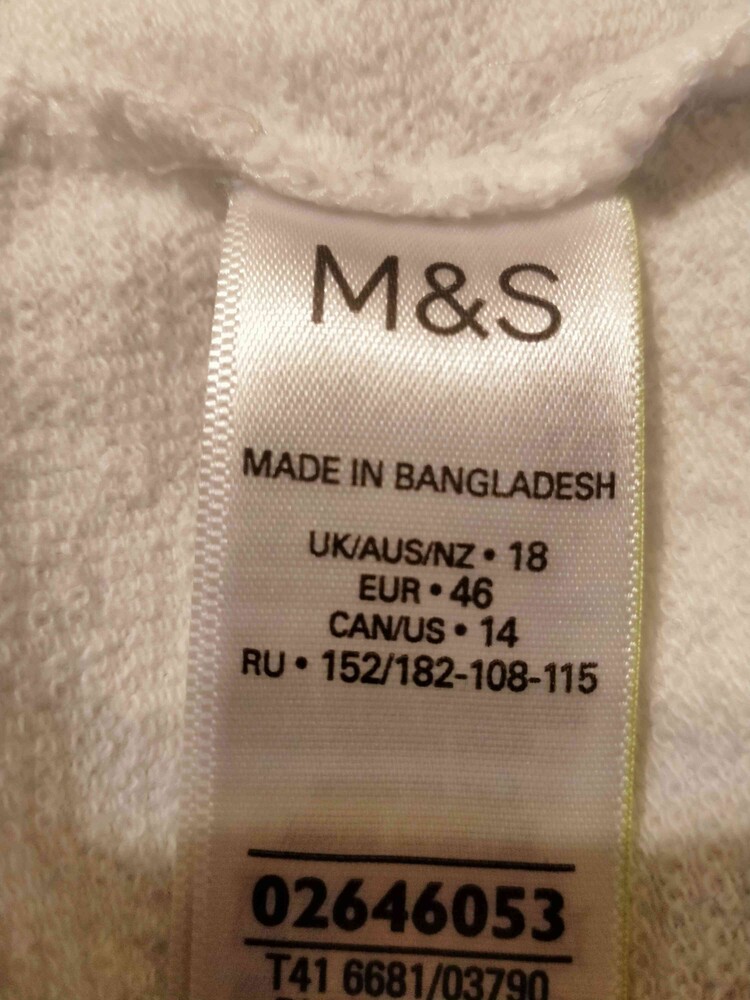 M&S
MADE IN BANGLADESH
UK/AUS/NZ • 18
EUR • 46
CAN/US • 14
RU • 152/182-108-115
02646053
T41 6681/03790